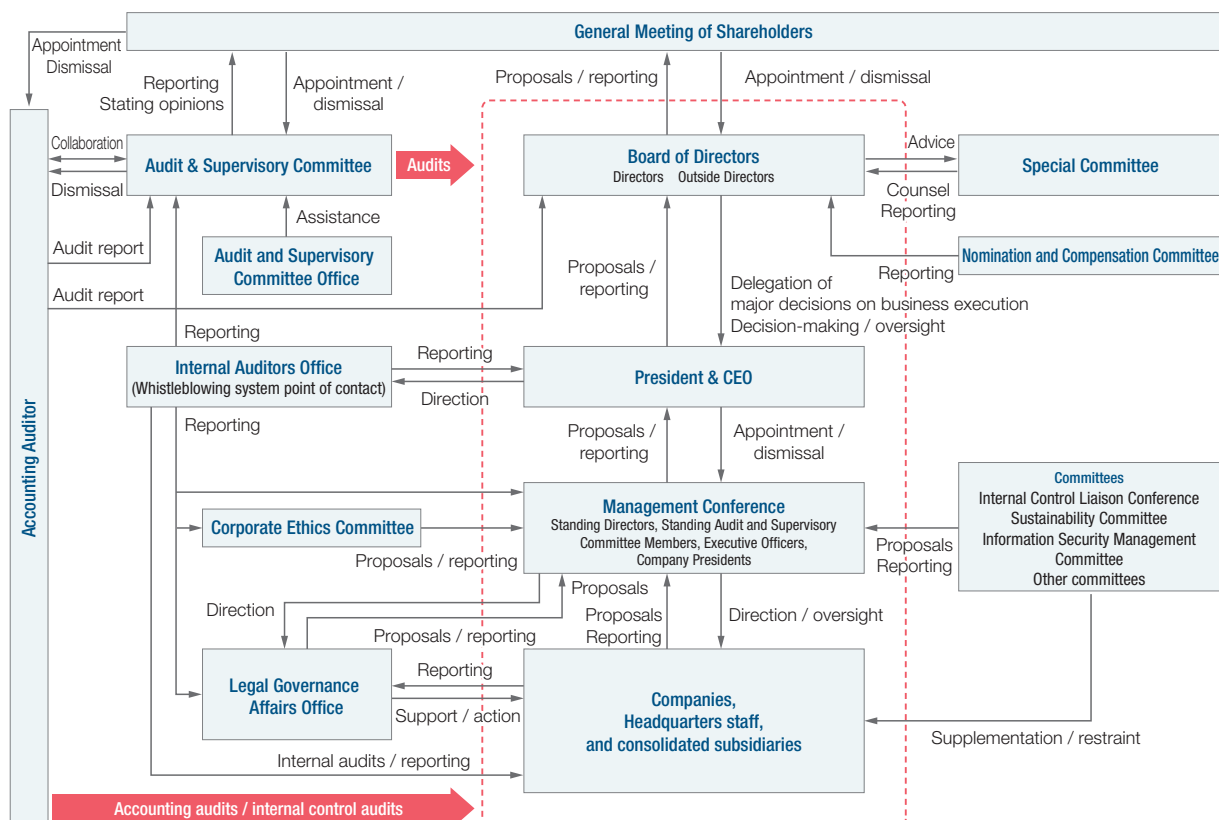 General Meeting of Shareholders
Appointment
Dismissal
Reporting
Stating opinions
Appointment /
dismissal
Proposals / reporting
Appointment / dismissal
Accounting Auditor
Collaboration
Dismissal
Audit & Supervisory Committee
Audits
Board of Directors
Directors Outside Directors
Advice
Counsel
Reporting
Special Committee
Assistance
Audit report
Audit and Supervisory
Committee Office
Audit report
Proposals /
reporting
Delegation of
major decisions on business execution
Decision-making / oversight
Reporting
Nomination and Compensation Committee
Reporting
Internal Auditors Office
(Whistleblowing system point of contact)
Reporting
Direction
President & CEO
Reporting
Proposals /
reporting
Appointment /
dismissal
Corporate Ethics Committee
Proposals / reporting
Management Conference
Standing Directors, Standing Audit and Supervisory
Committee Members, Executive Officers,
Company Presidents
Proposals
Reporting
Committees
Internal Control Liaison Conference
Sustainability Committee
Information Security Management
Committee
Other committees
Direction
Proposals
Proposals / reporting
Proposals
Reporting
Direction / oversight
Legal Governance
Affairs Office
Reporting
Support / action
Companies,
Headquarters staff,
and consolidated subsidiaries
Supplementation / restraint
Internal audits / reporting
Accounting audits / internal control audits